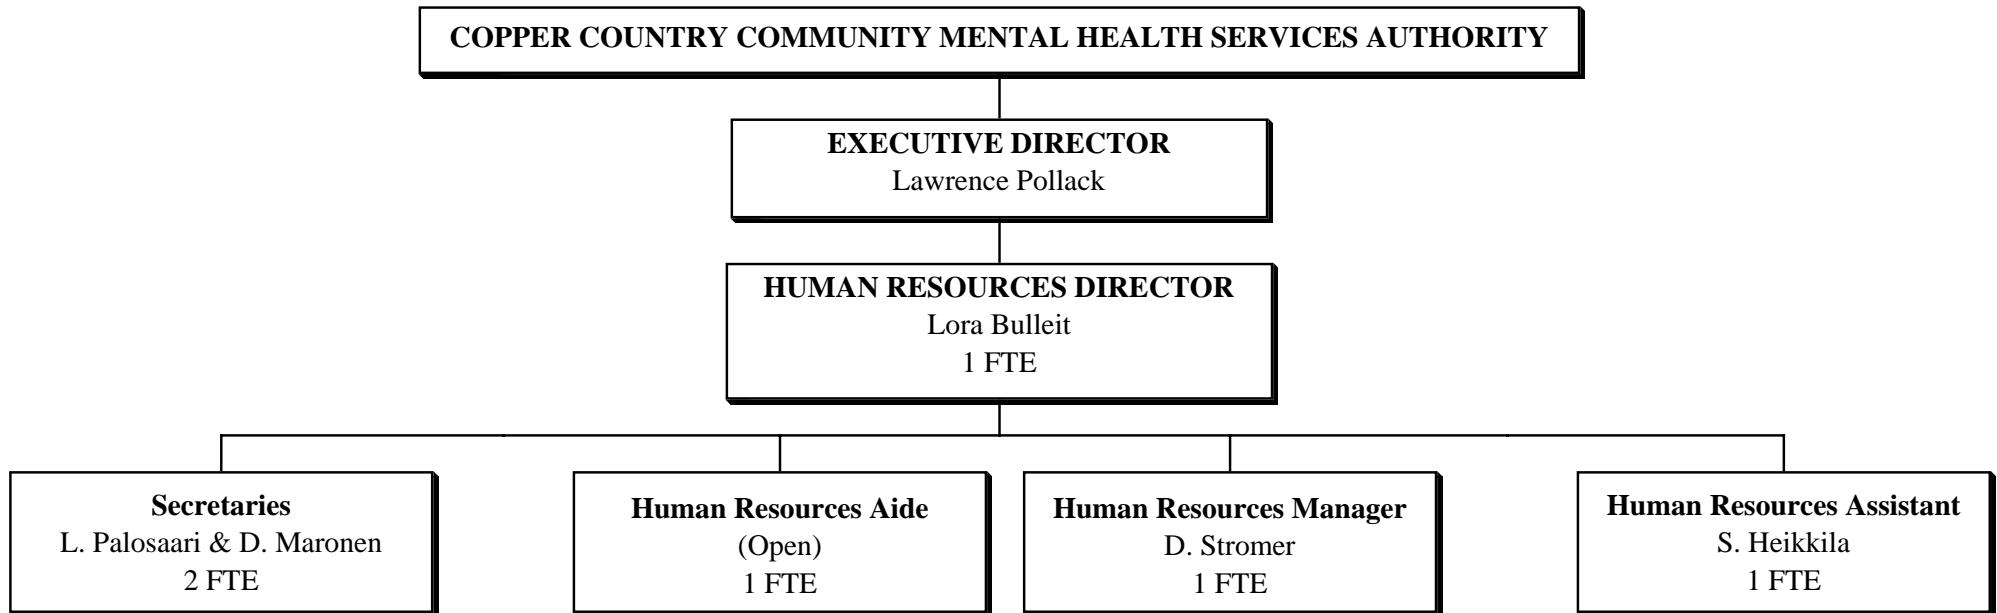 COPPER COUNTRY COMMUNITY MENTAL HEALTH SERVICES AUTHORITY
EXECUTIVE DIRECTOR
Lawrence Pollack
HUMAN RESOURCES DIRECTOR
Lora Bulleit
1 FTE
Secretaries
L. Palosaari & D. Maronen
2 FTE
Human Resources Aide
(Open)
1 FTE
Human Resources Manager
D. Stromer
1 FTE
Human Resources Assistant
S. Heikkila
1 FTE